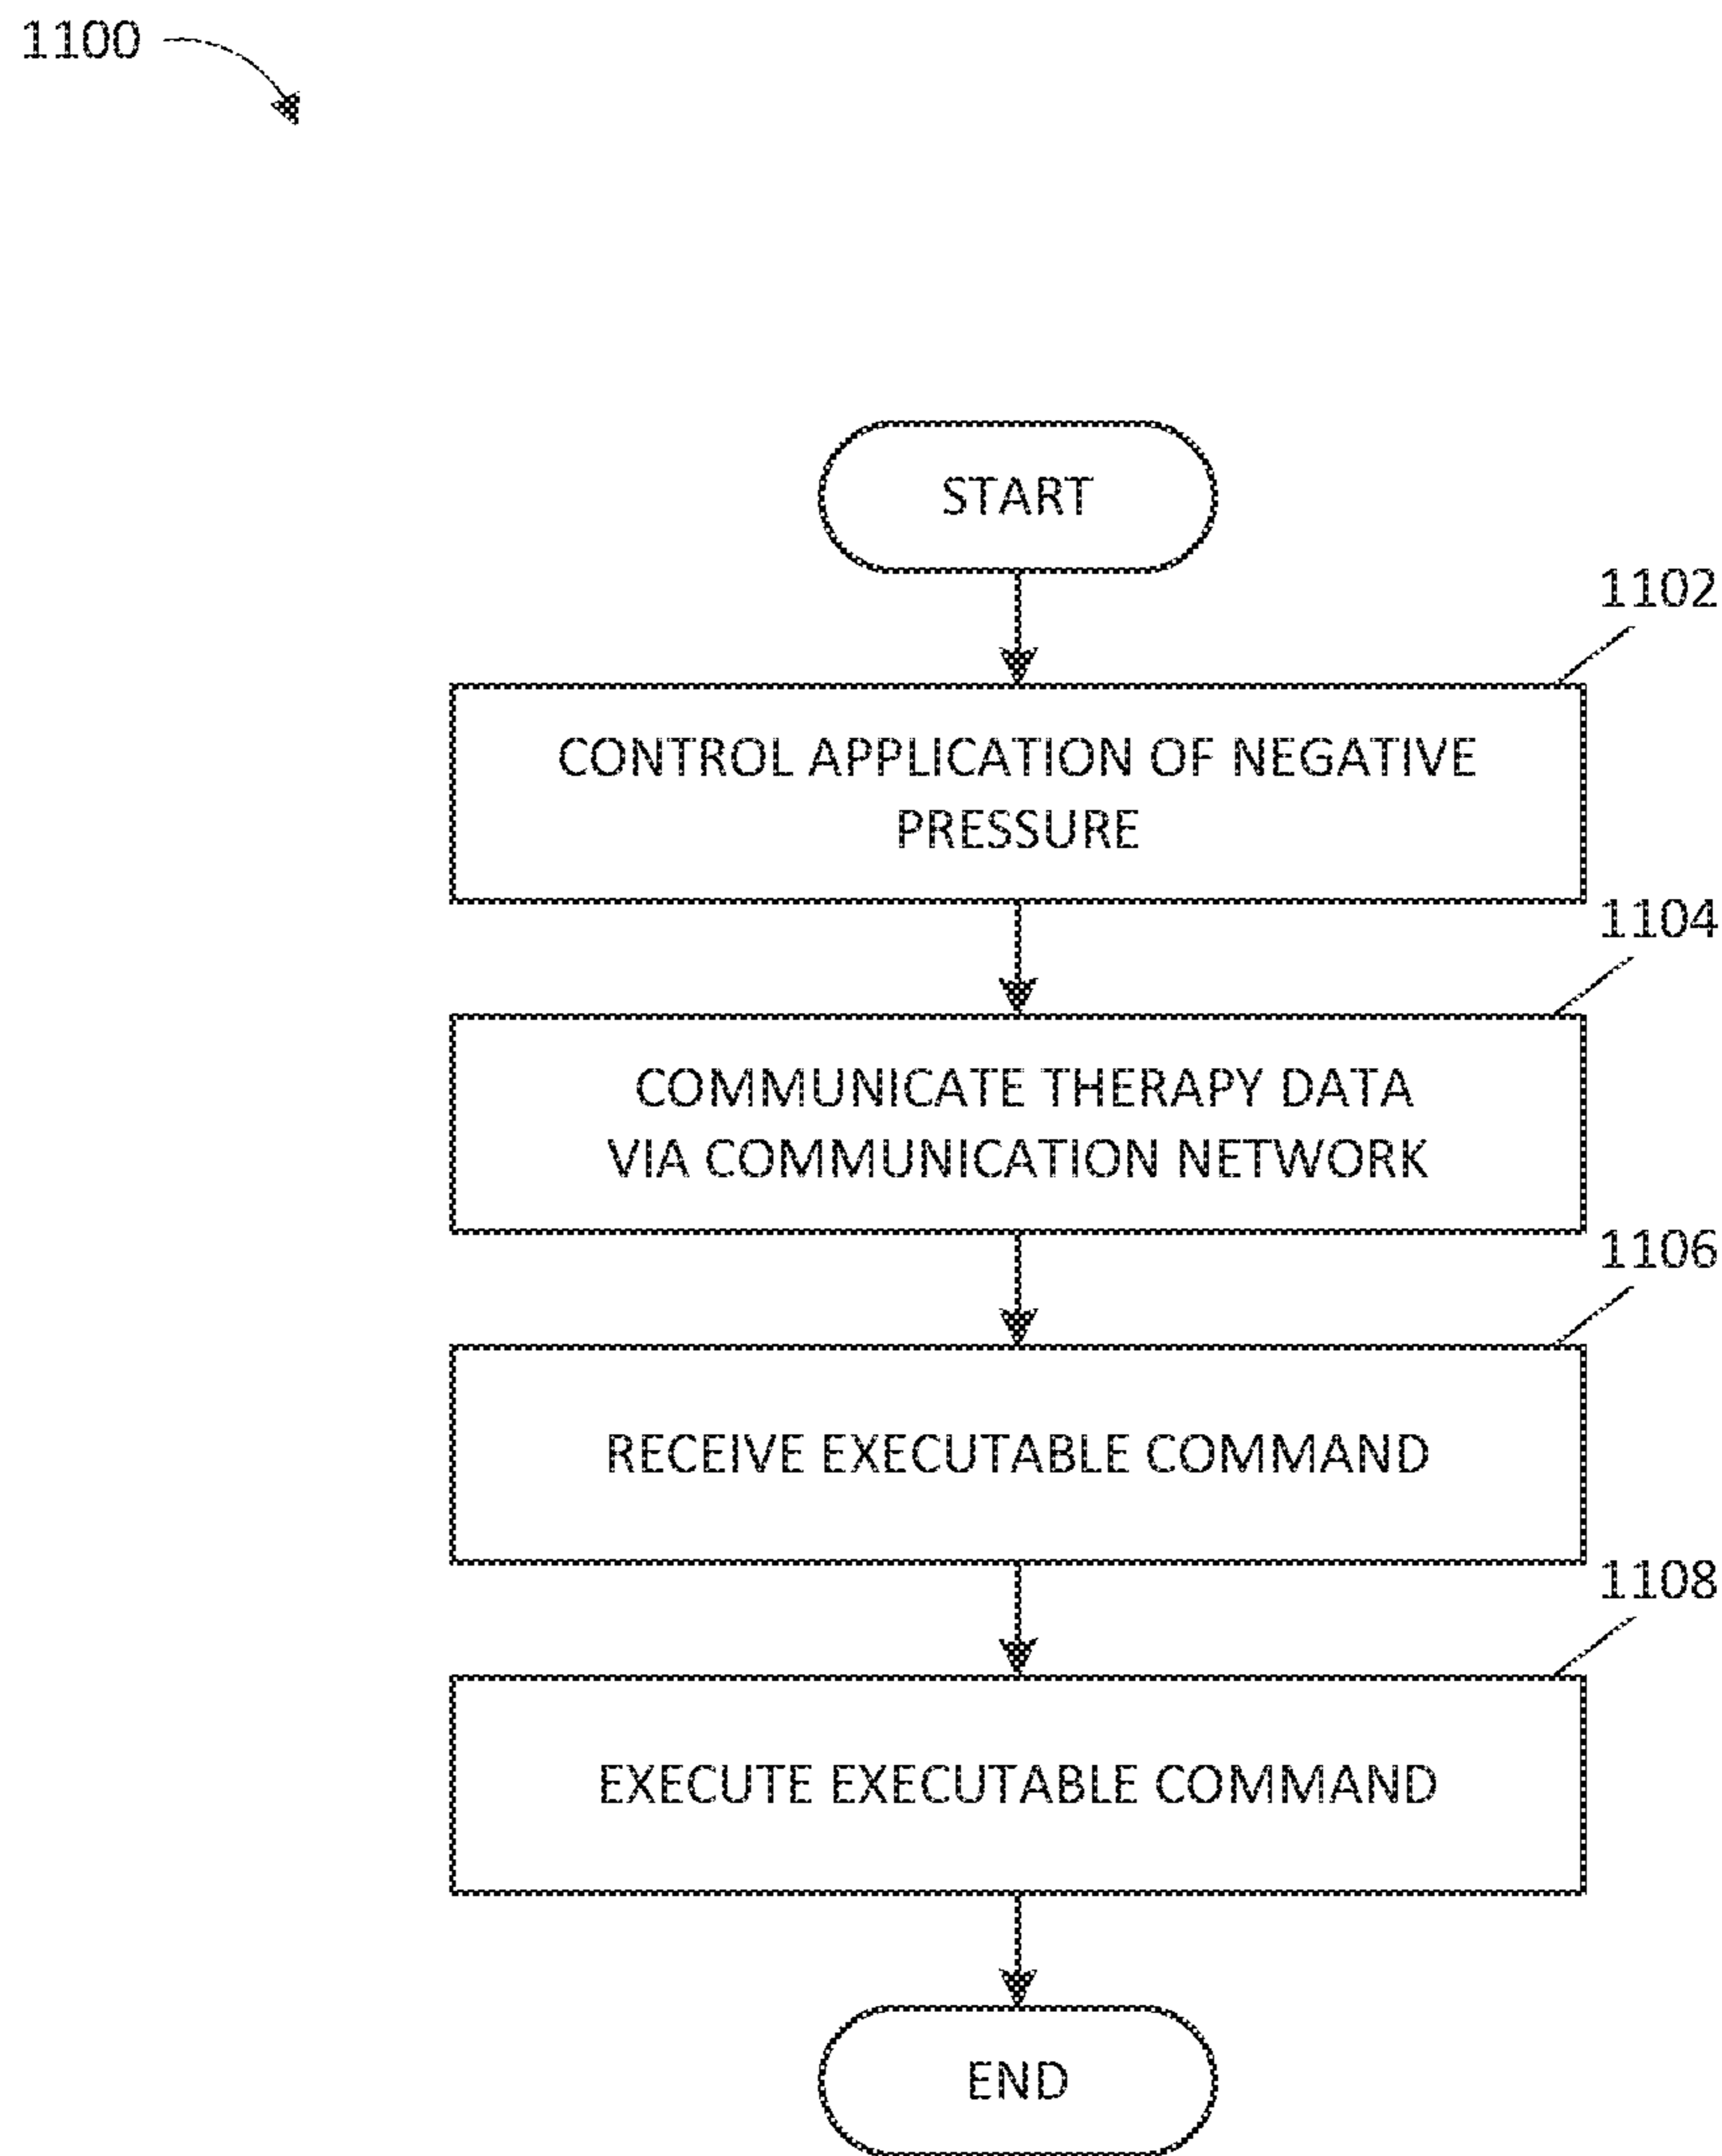 1100
START
1102
CONTROL APPLICATION OF NEGATIVE
PRESSURE
1104
COMMUNICATE THERAPY DATA
VIA COMMUNICATION NETWORK
1106
RECEIVE EXECUTABLE COMMAND
1108
EXECUTE EXECUTABLE COMMAND
END